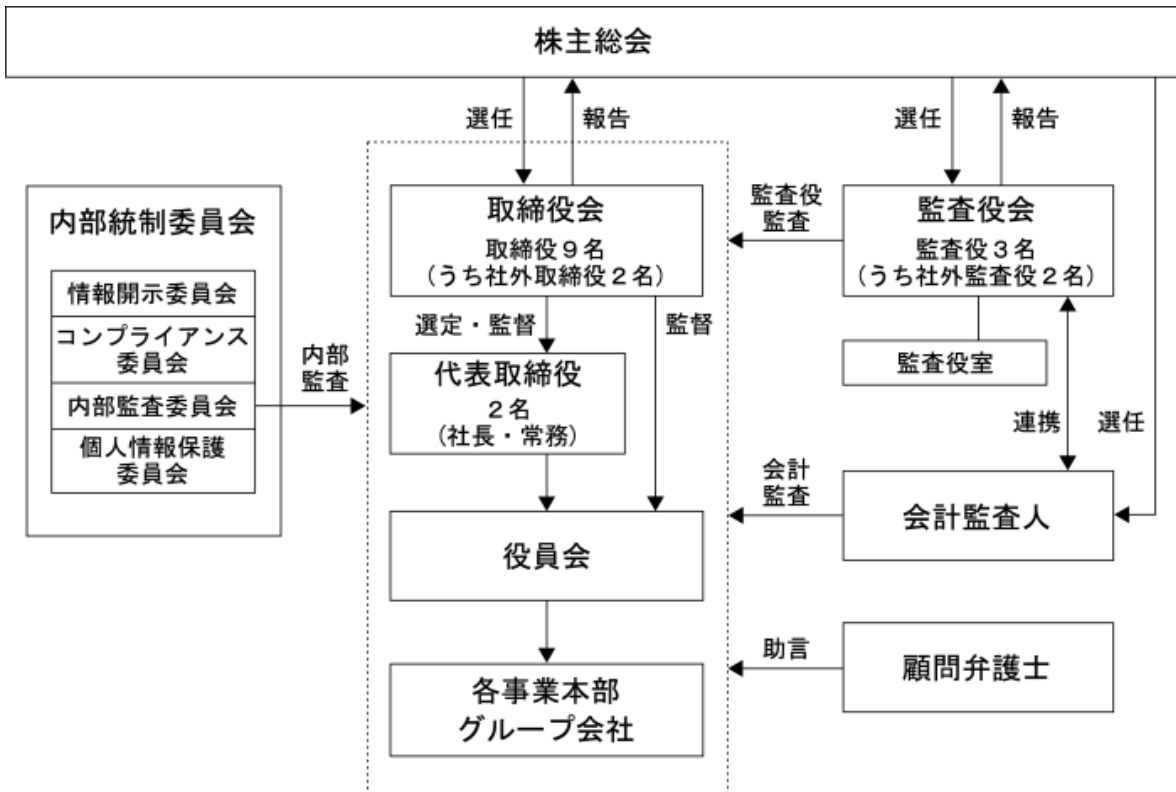 株主総会
選任
報告
選任
報告
内部統制委員会
情報開示委員会
コンプライアンス
委員会
内部監査委員会
個人情報保護
委員会
内部
監査
取締役会
取締役9名
(うち社外取締役2名)
選定・監督
監督
代表取締役
2名
(社長・常務)
役員会
各事業本部
グループ会社
監査役
監査
監査役会
監査役3名
(うち社外監査役2名)
監査役室
連携
選任
会計
監査
会計監査人
助言
顧問弁護士